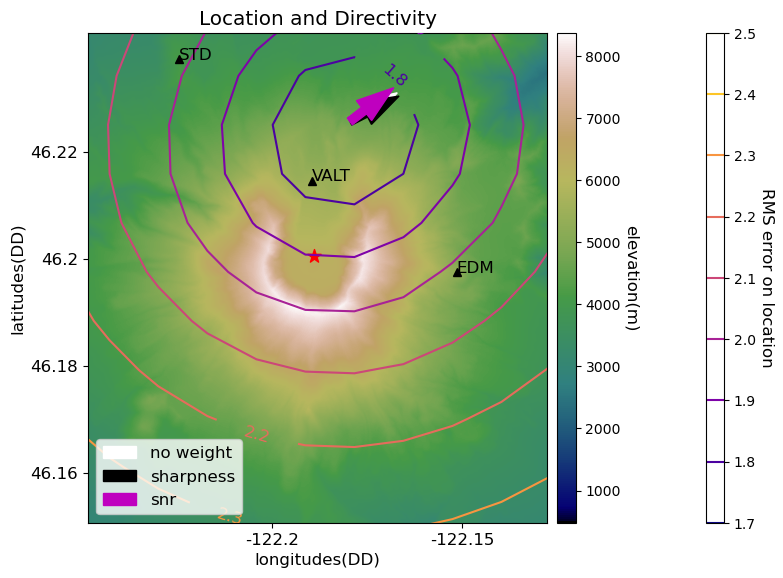 Location and Directivity
STD
1.8
VALT
EDM
2.2
2.3
46.22
46.2
46.18
46.16
latitudes(DD)
-122.2
-122.15
longitudes(DD)
no weight
sharpness
snr
8000
7000
6000
5000
4000
3000
2000
1000
elevation(m)
2.5
2.4
2.3
2.2
2.1
2.0
1.9
1.8
1.7
RMS error on location